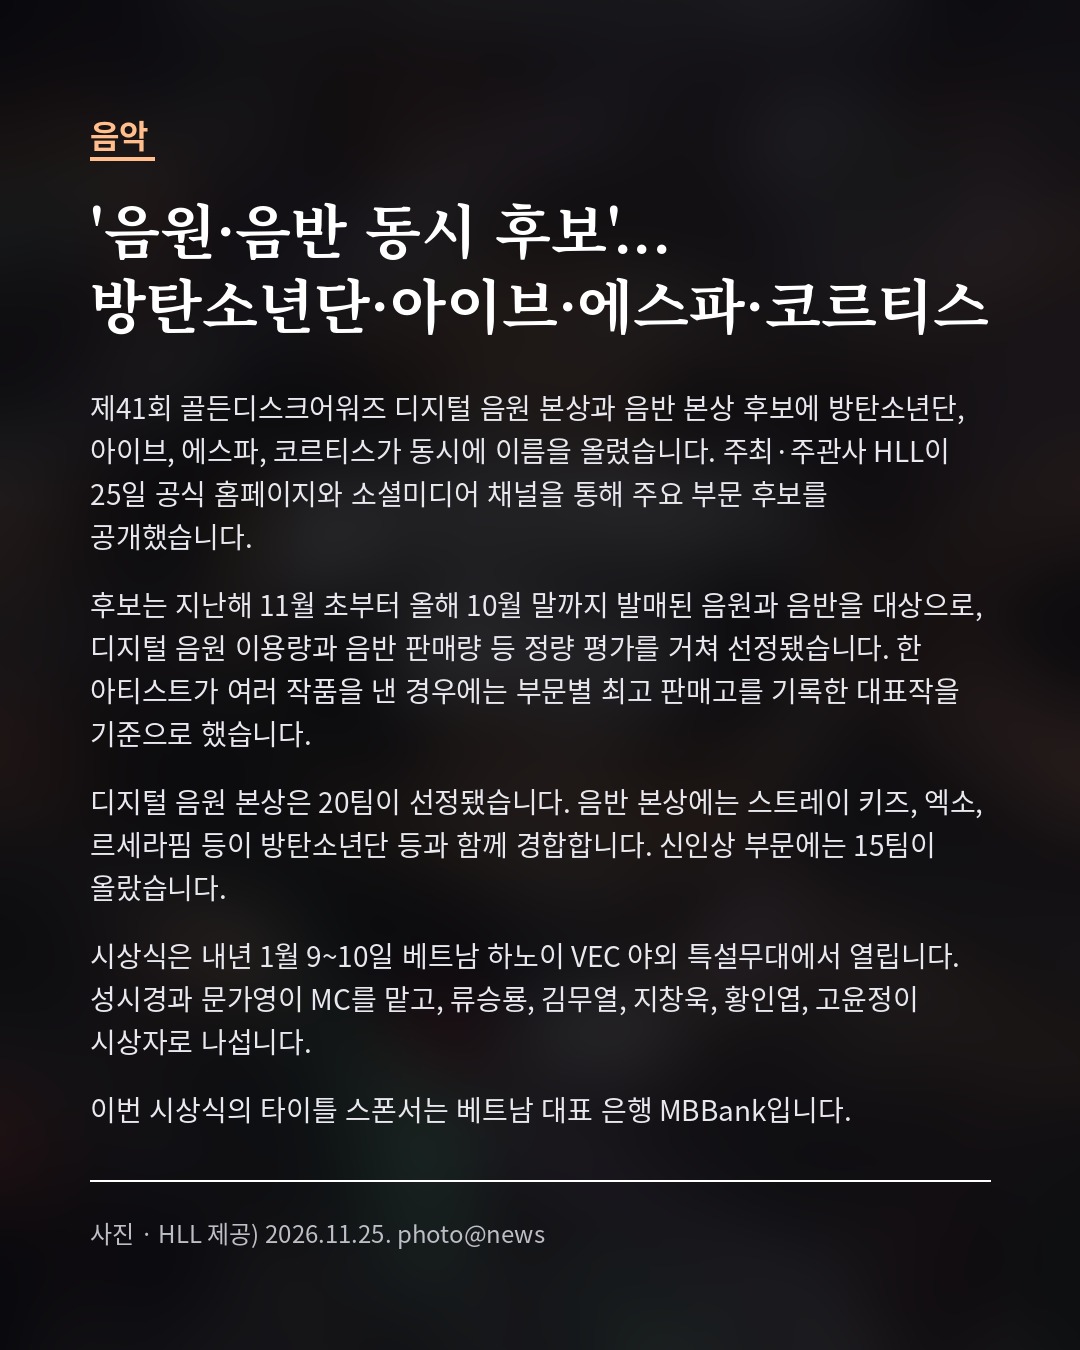 음악
'음원·음반 동시 후보'...
방탄소년단·아이브·에스파·코르티스
제41회 골든디스크어워즈 디지털 음원 본상과 음반 본상 후보에 방탄소년단,
아이브, 에스파, 코르티스가 동시에 이름을 올렸습니다. 주최·주관사 HLL이
25일 공식 홈페이지와 소셜미디어 채널을 통해 주요 부문 후보를
공개했습니다.
후보는 지난해 11월 초부터 올해 10월 말까지 발매된 음원과 음반을 대상으로,
디지털 음원 이용량과 음반 판매량 등 정량 평가를 거쳐 선정됐습니다. 한
아티스트가 여러 작품을 낸 경우에는 부문별 최고 판매고를 기록한 대표작을
기준으로 했습니다.
디지털 음원 본상은 20팀이 선정됐습니다. 음반 본상에는 스트레이 키즈, 엑소,
르세라핌 등이 방탄소년단 등과 함께 경합합니다. 신인상 부문에는 15팀이
올랐습니다.
시상식은 내년 1월 9~10일 베트남 하노이 VEC 야외 특설무대에서 열립니다.
성시경과 문가영이 MC를 맡고, 류승룡, 김무열, 지창욱, 황인엽, 고윤정이
시상자로 나섭니다.
이번 시상식의 타이틀 스폰서는 베트남 대표 은행 MBBank입니다.
사진 · HLL 제공) 2026.11.25. photo@news